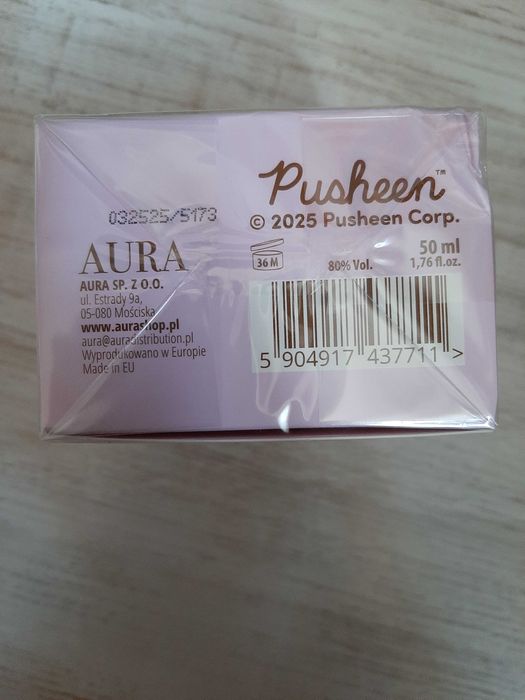 032525/5173
AURA
AURA SP. Z O.O.
ul. Estrady 9a,
05-080 Mościska
www.aurashop.pl
aura@auradistribution.pl
Wyprodukowano w Europie
Made in EU
Pusheen™
© 2025 Pusheen Corp.
36 M
80% Vol.
50 ml
1,76 fl.oz.
5 904917 437711 >